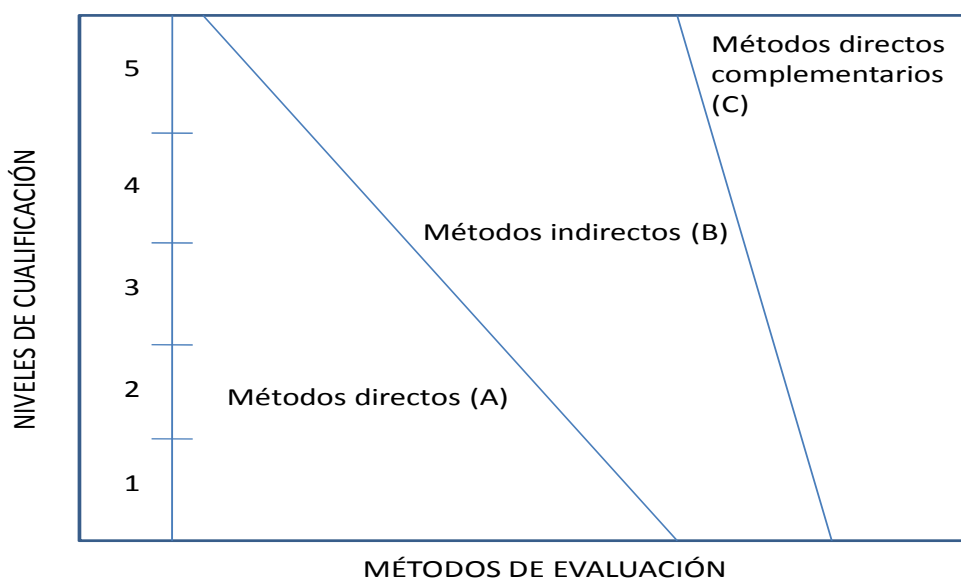 NIVELES DE CUALIFICACIÓN
5
4
3
2
1
Métodos directos
complementarios
(C)
Métodos indirectos (B)
Métodos directos (A)
MÉTODOS DE EVALUACIÓN